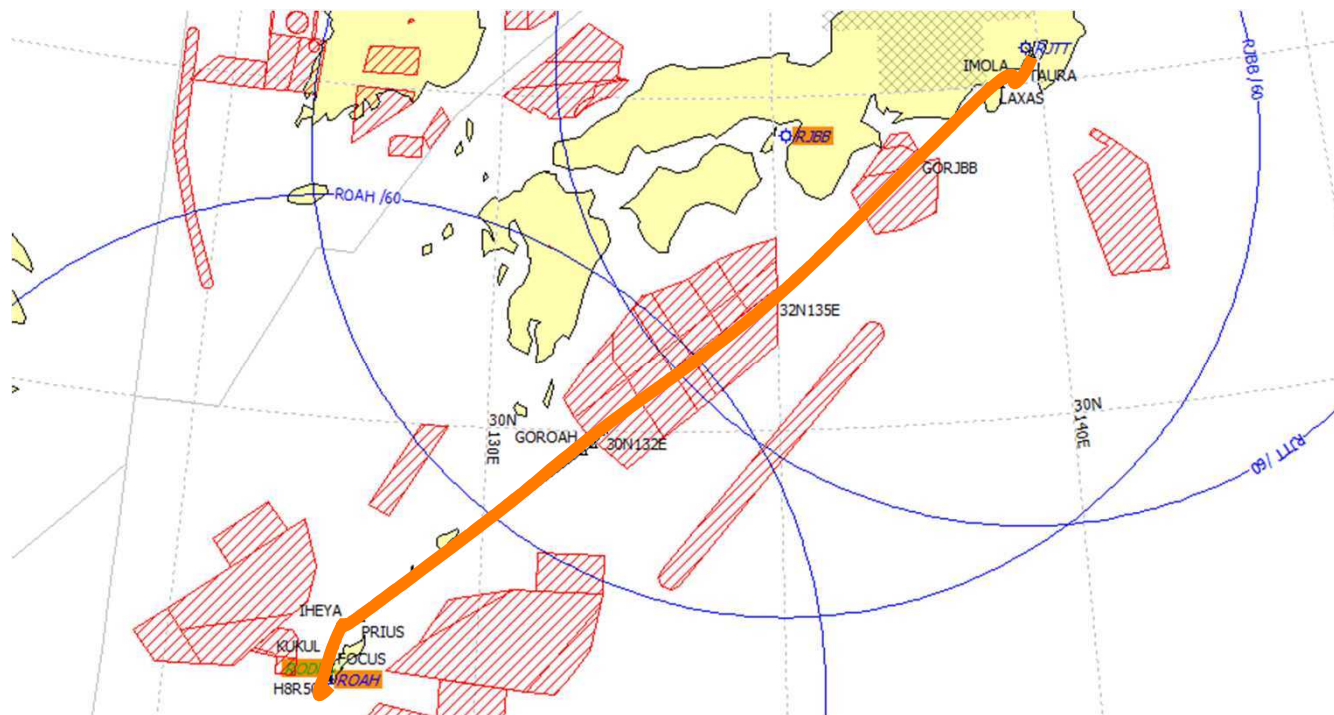 RJTT
IMOLA
TAURA
LAXAS
RJBB /60
RJBB
GORJBB
ROAH /60
32N135E
30N
130E
GOROAH
30N132E
30N
140E
RJTT /60
IHEYA
PRIUS
KUKUL
FOCUS
ROAH